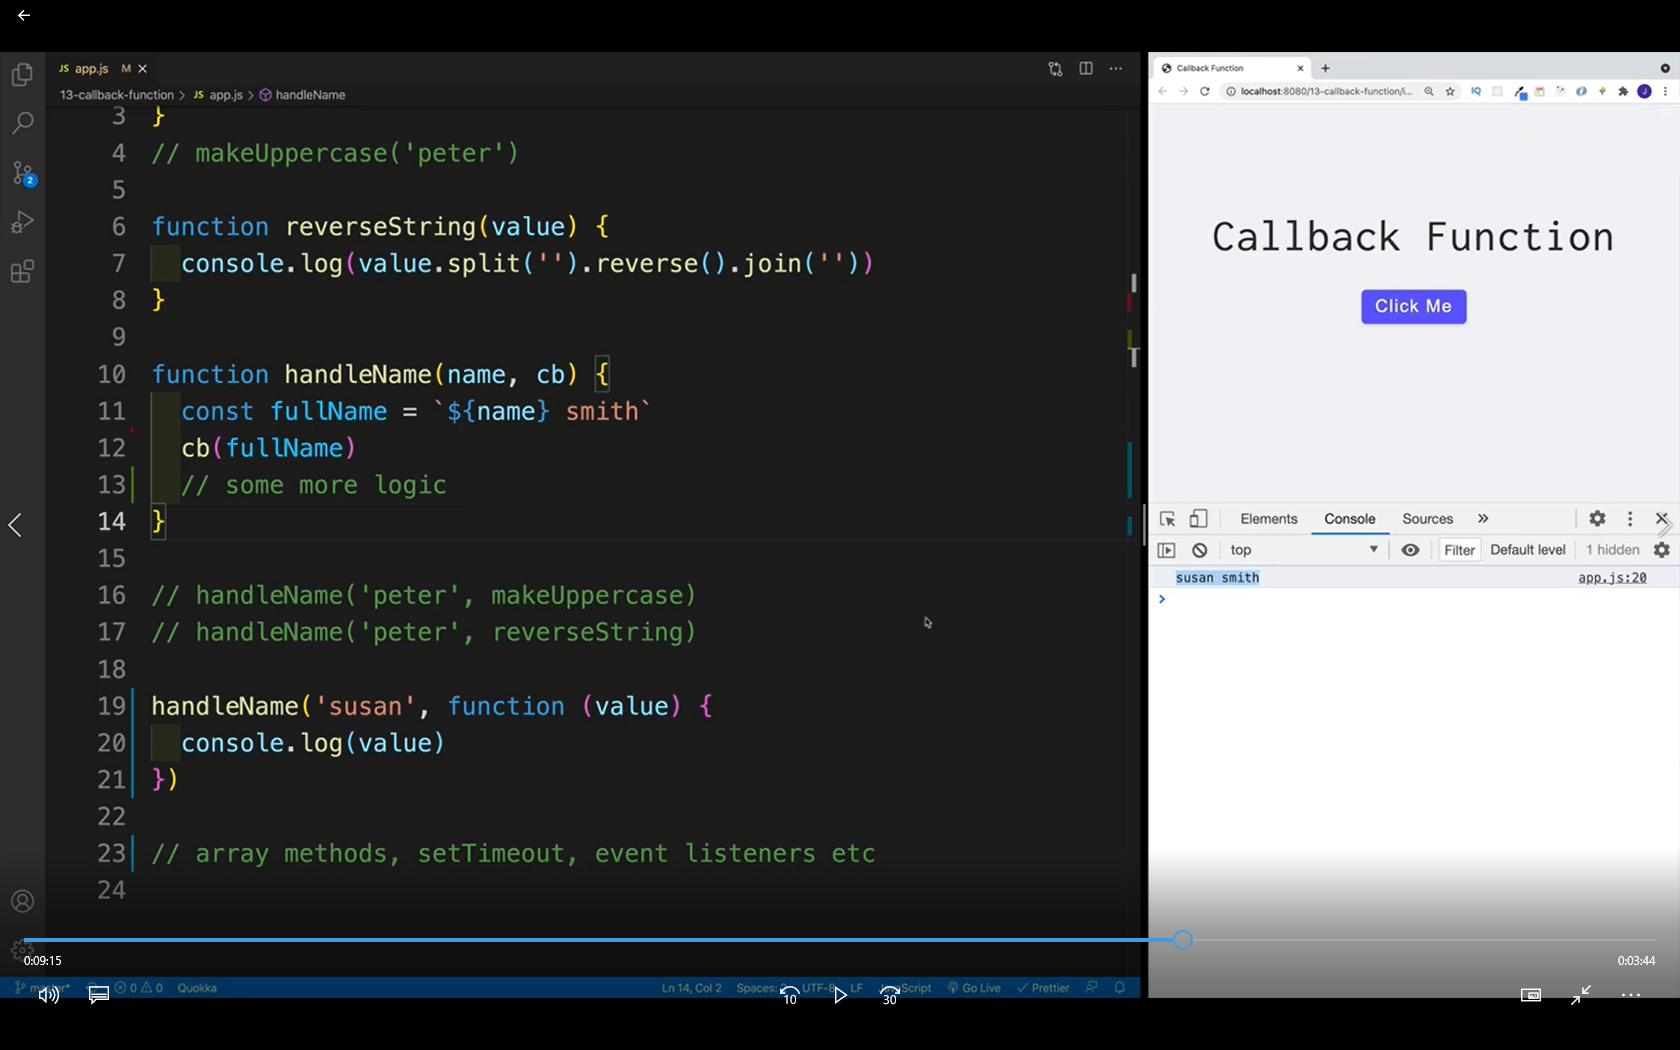 JS app.js M
13-callback-function > JS app.js > handleName
3 }
4 // makeUppercase('peter')
5
6 function reverseString(value) {
7 console.log(value.split('').reverse().join(''))
8 }
9
10 function handleName(name, cb) {
11 const fullName = `${name} smith`
12 cb(fullName)
13 // some more logic
14 }
15
16 // handleName('peter', makeUppercase)
17 // handleName('peter', reverseString)
18
19 handleName('susan', function (value) {
20 console.log(value)
21 })
22
23 // array methods, setTimeout, event listeners etc
24
2
Callback Function
localhost:8080/13-callback-function/i...
IQ
J
Callback Function
Click Me
Elements Console Sources »
top Filter Default level 1 hidden
susan smith app.js:20
>
0:09:15 0:03:44
0 0 Quokka Ln 14, Col 2 Spaces: UTF-8 LF Go Live Prettier
10 30